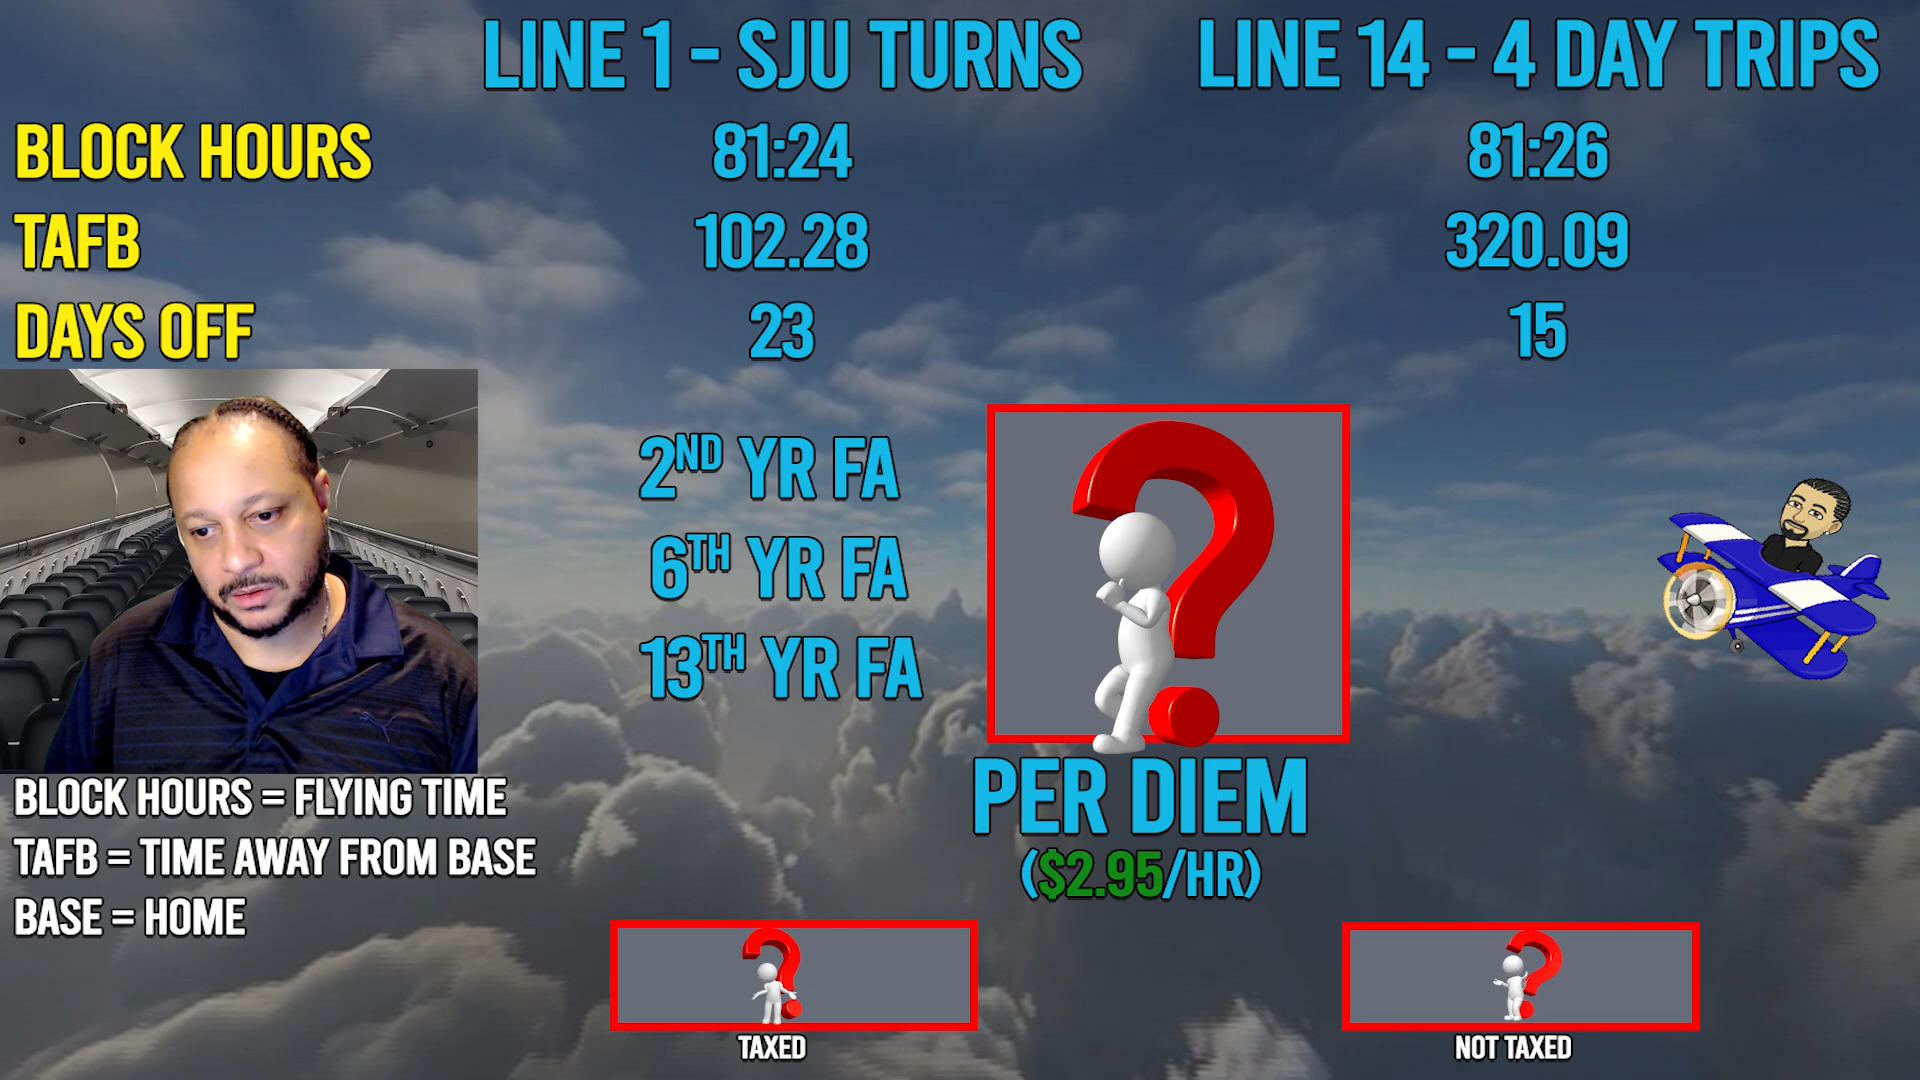 LINE 1 - SJU TURNS
LINE 14 - 4 DAY TRIPS
BLOCK HOURS
81:24
81:26
TAFB
102.28
320.09
DAYS OFF
23
15
2ND YR FA
6TH YR FA
13TH YR FA
BLOCK HOURS = FLYING TIME
TAFB = TIME AWAY FROM BASE
BASE = HOME
PER DIEM
($2.95/HR)
TAXED
NOT TAXED